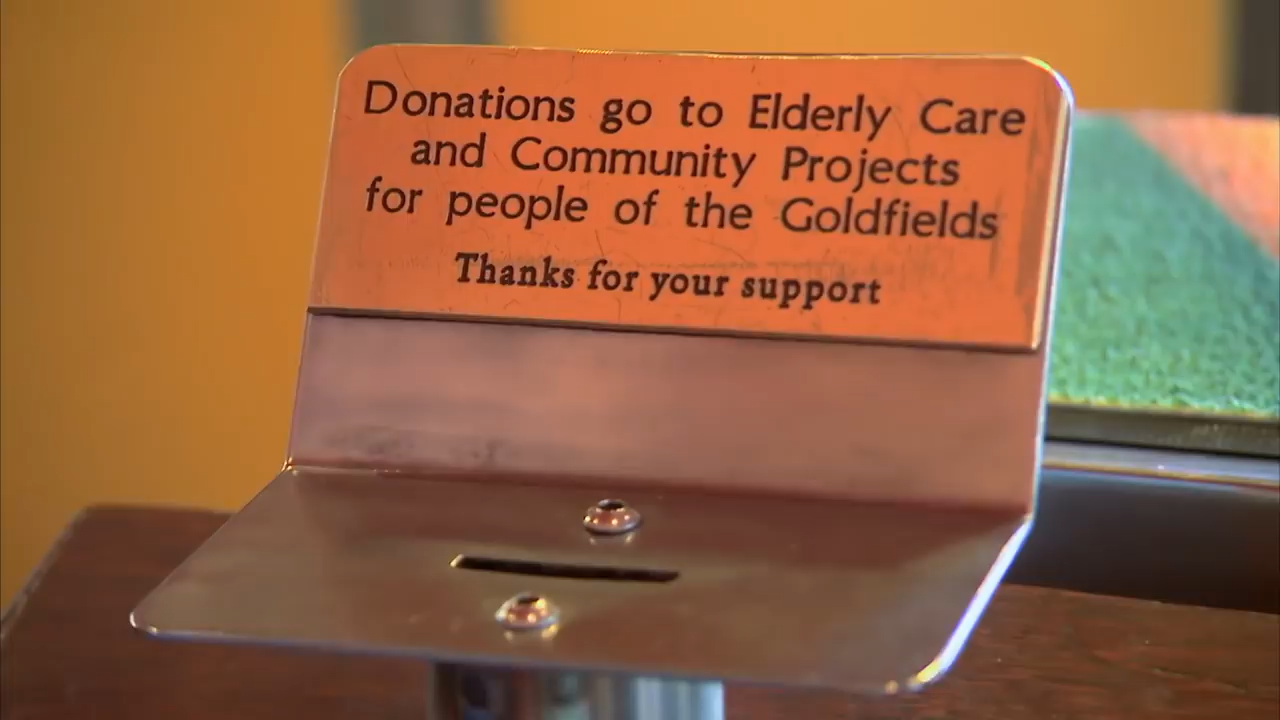 Donations go to Elderly Care
and Community Projects
for people of the Goldfields
Thanks for your support